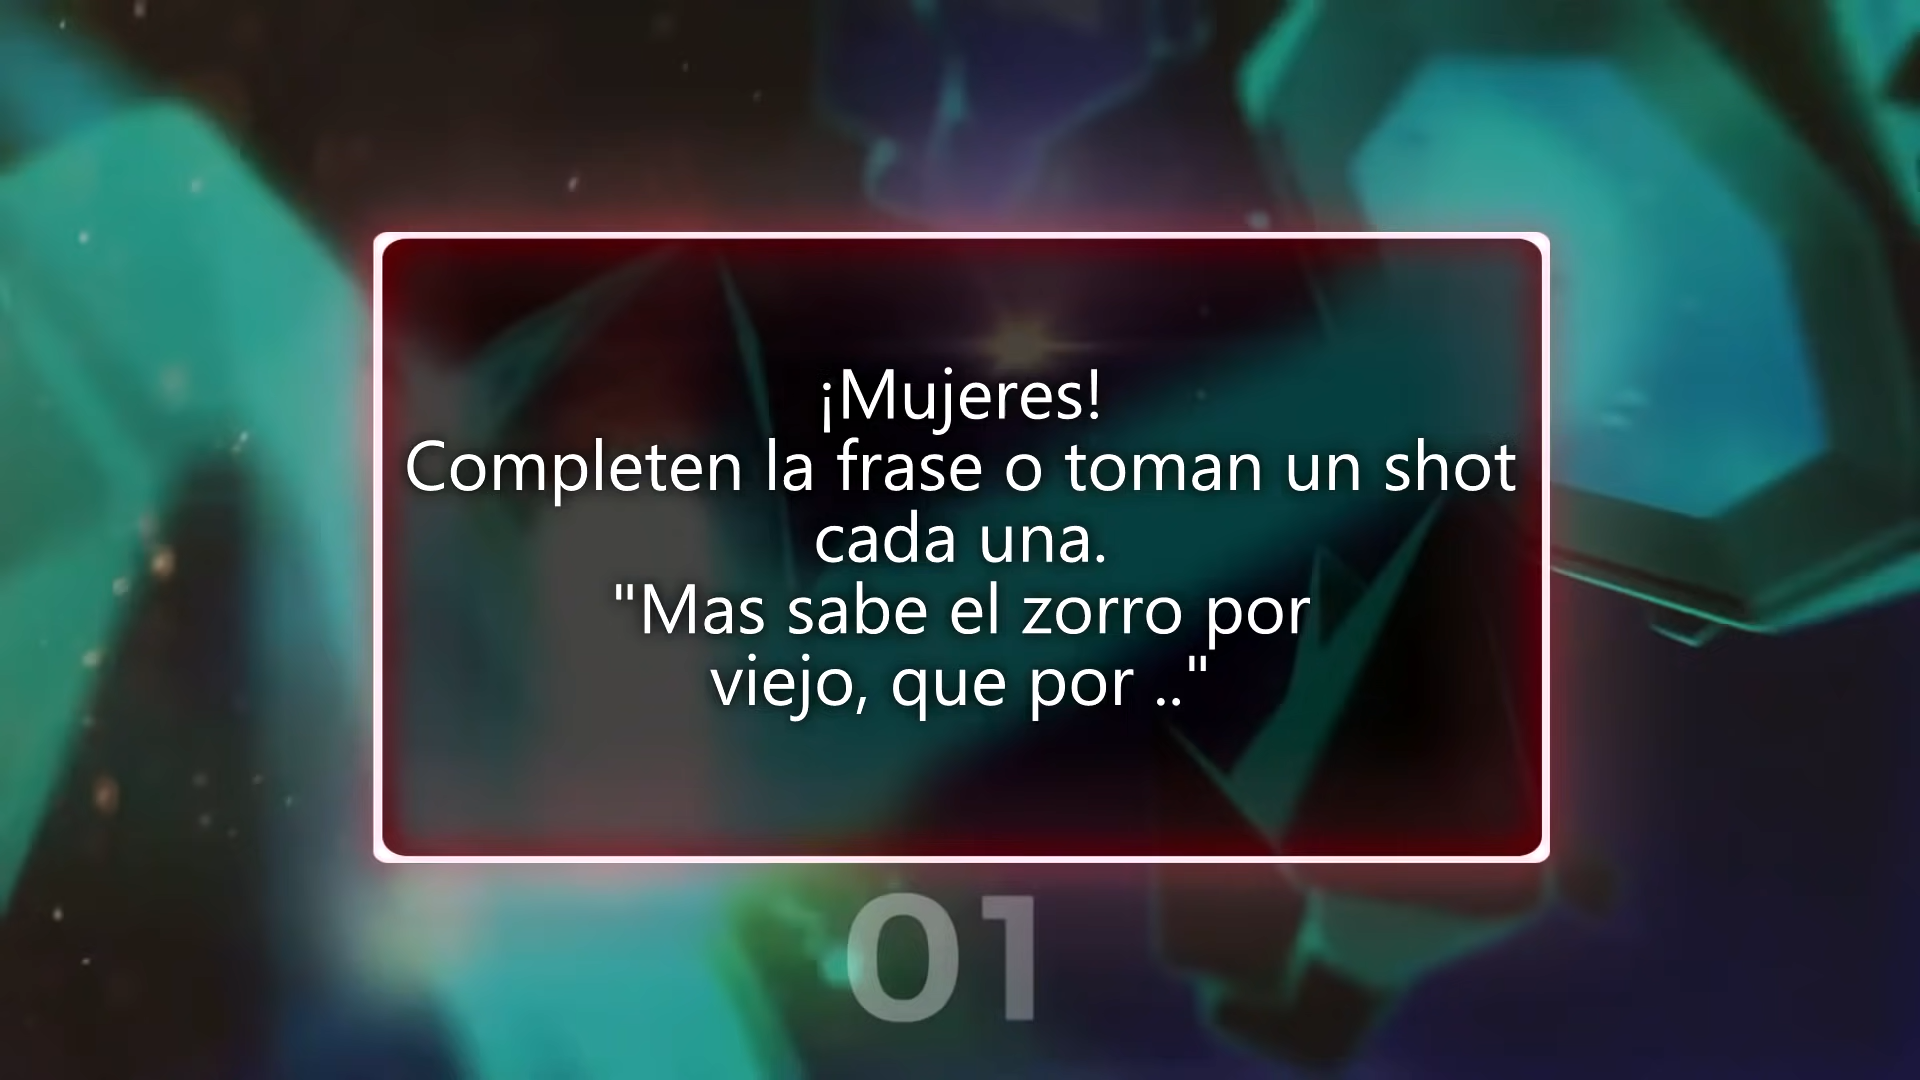 ¡Mujeres!
Completen la frase o toman un shot
cada una.
"Mas sabe el zorro por
viejo, que por .."
01